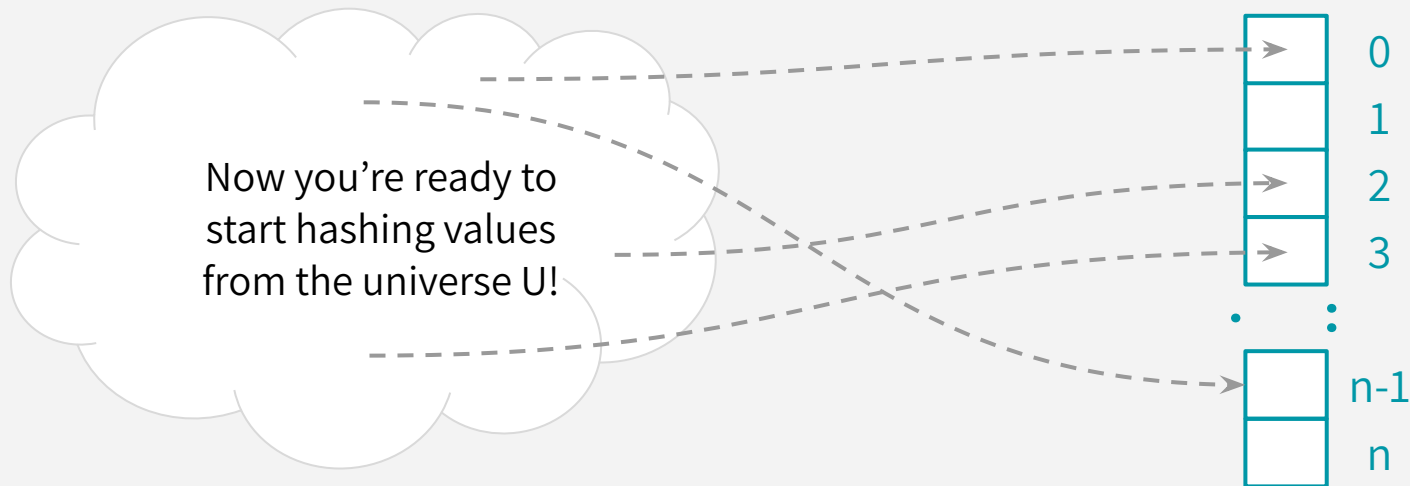 Now you’re ready to
start hashing values
from the universe U!
0
1
2
3
n-1
n